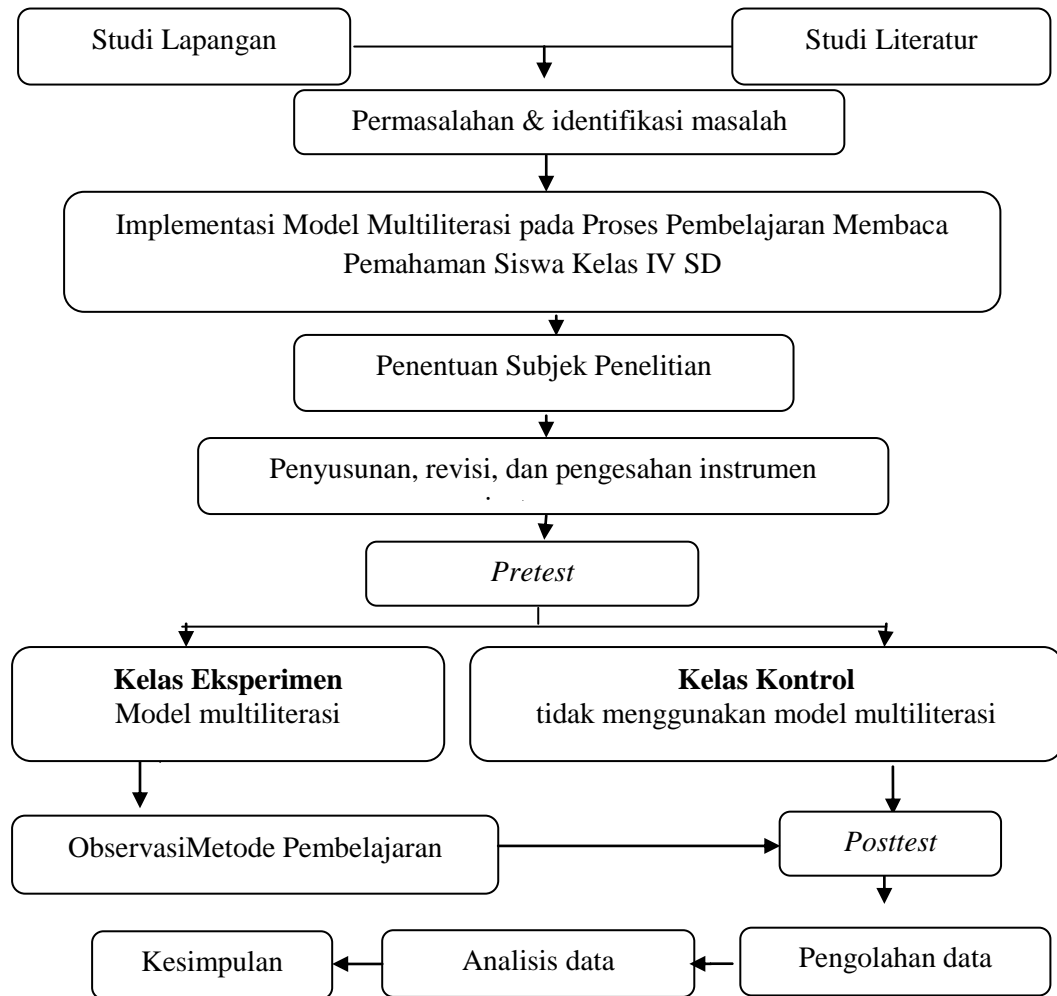 Studi Lapangan
Studi Literatur
Permasalahan & identifikasi masalah
Implementasi Model Multiliterasi pada Proses Pembelajaran Membaca
Pemahaman Siswa Kelas IV SD
Penentuan Subjek Penelitian
Penyusunan, revisi, dan pengesahan instrumen
Pretest
Kelas Eksperimen
Model multiliterasi
Kelas Kontrol
tidak menggunakan model multiliterasi
ObservasiMetode Pembelajaran
Posttest
Kesimpulan
Analisis data
Pengolahan data